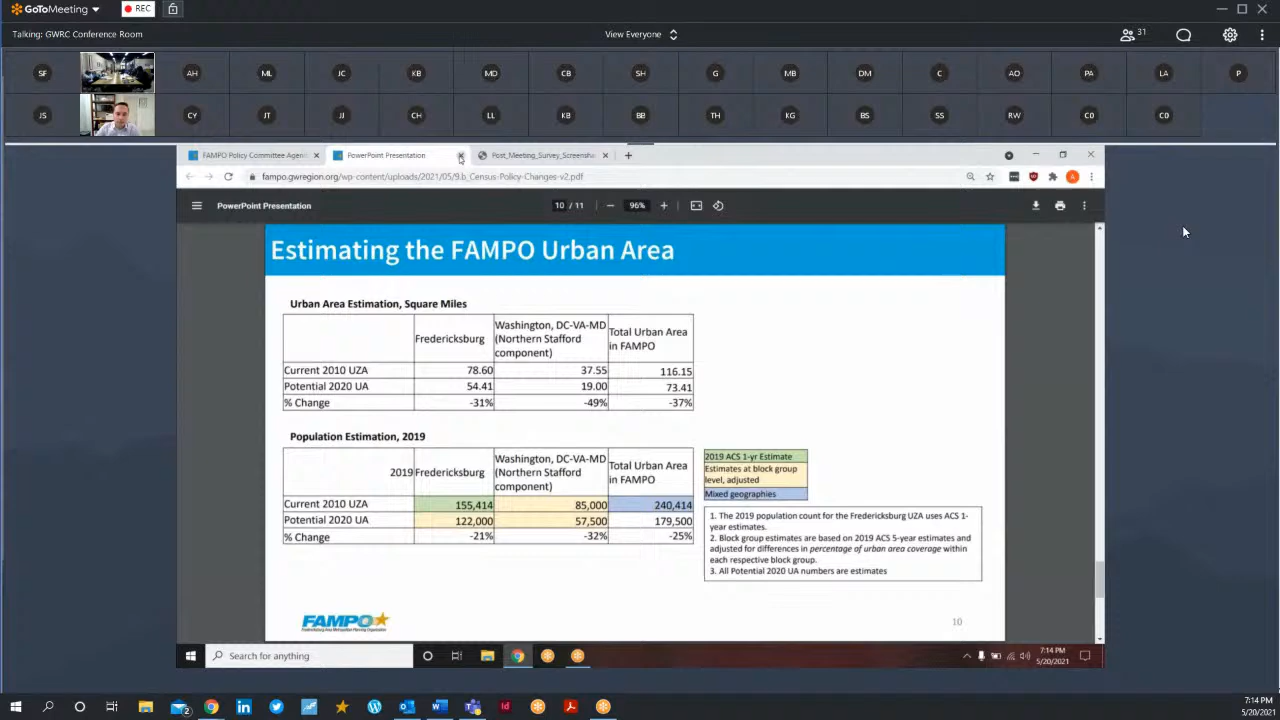 GoToMeeting
REC
Talking: GWRC Conference Room
View Everyone
31
SF
AH
ML
JC
KB
MD
CB
SH
G
MB
DM
C
AO
PA
LA
P
JS
CY
JT
JJ
CH
LL
KB
BB
TH
KG
BS
SS
RW
C0
C0
FAMPO Policy Committee Agen
PowerPoint Presentation
Post_Meeting_Survey_Screensho
fampo.gwregion.org/wp-content/uploads/2021/05/9.b_Census-Policy-Changes-v2.pdf
A
PowerPoint Presentation
10 / 11
96%
Estimating the FAMPO Urban Area
Urban Area Estimation, Square Miles
Fredericksburg
Washington, DC-VA-MD
(Northern Stafford
component)
Total Urban Area
in FAMPO
Current 2010 UZA 78.60 37.55 116.15
Potential 2020 UA 54.41 19.00 73.41
% Change -31% -49% -37%
Population Estimation, 2019
2019 Fredericksburg
Washington, DC-VA-MD
(Northern Stafford
component)
Total Urban Area
in FAMPO
Current 2010 UZA 155,414 85,000 240,414
Potential 2020 UA 122,000 57,500 179,500
% Change -21% -32% -25%
2019 ACS 1-yr Estimate
Estimates at block group
level, adjusted
Mixed geographies
1. The 2019 population count for the Fredericksburg UZA uses ACS 1-
year estimates.
2. Block group estimates are based on 2019 ACS 5-year estimates and
adjusted for differences in percentage of urban area coverage within
each respective block group.
3. All Potential 2020 UA numbers are estimates
FAMPO
Fredericksburg Area Metropolitan Planning Organization
10
Search for anything
7:14 PM
5/20/2021
2
7:14 PM
5/20/2021